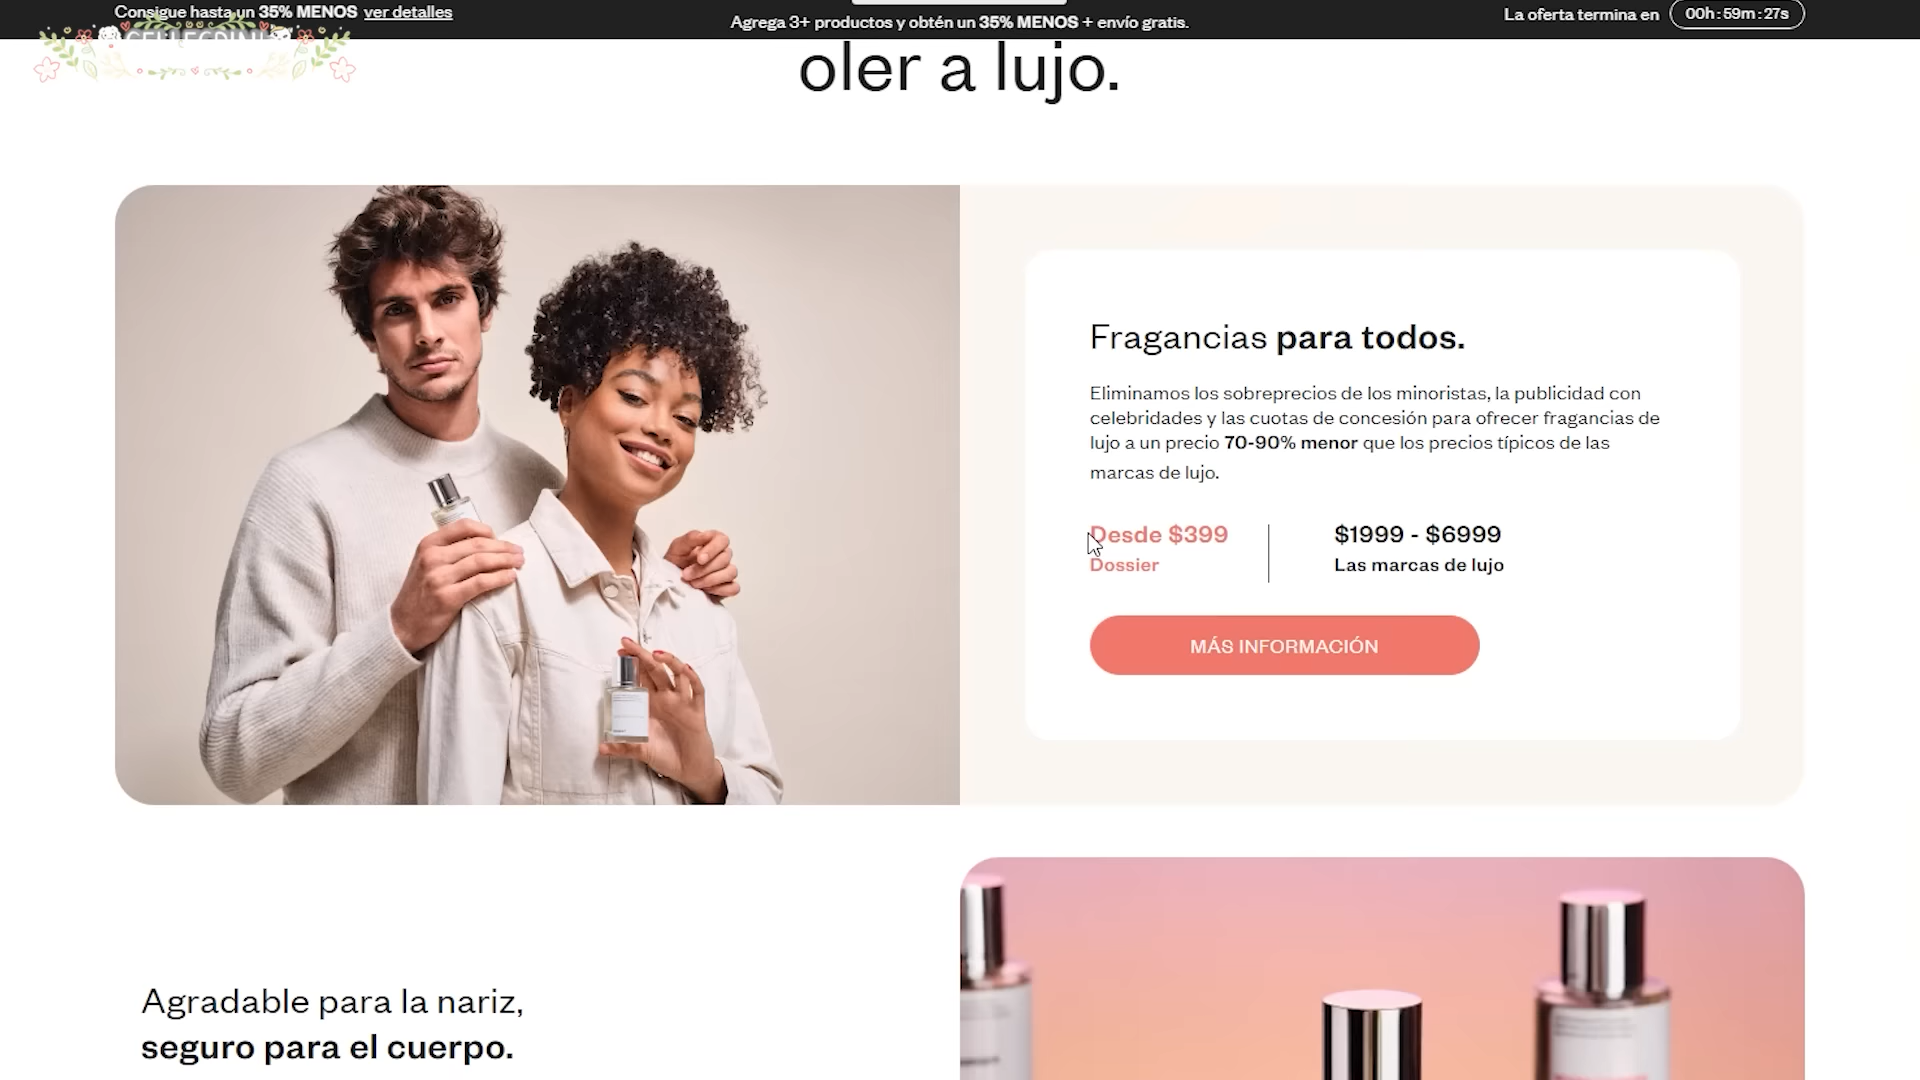 Consigue hasta un 35% MENOS ver detalles
Agrega 3+ productos y obtén un 35% MENOS + envío gratis.
La oferta termina en 00h : 59m : 27s
oler a lujo.
Fragancias para todos.
Eliminamos los sobreprecios de los minoristas, la publicidad con
celebridades y las cuotas de concesión para ofrecer fragancias de
lujo a un precio 70-90% menor que los precios típicos de las
marcas de lujo.
Desde $399
Dossier
$1999 - $6999
Las marcas de lujo
MÁS INFORMACIÓN
Agradable para la nariz,
seguro para el cuerpo.